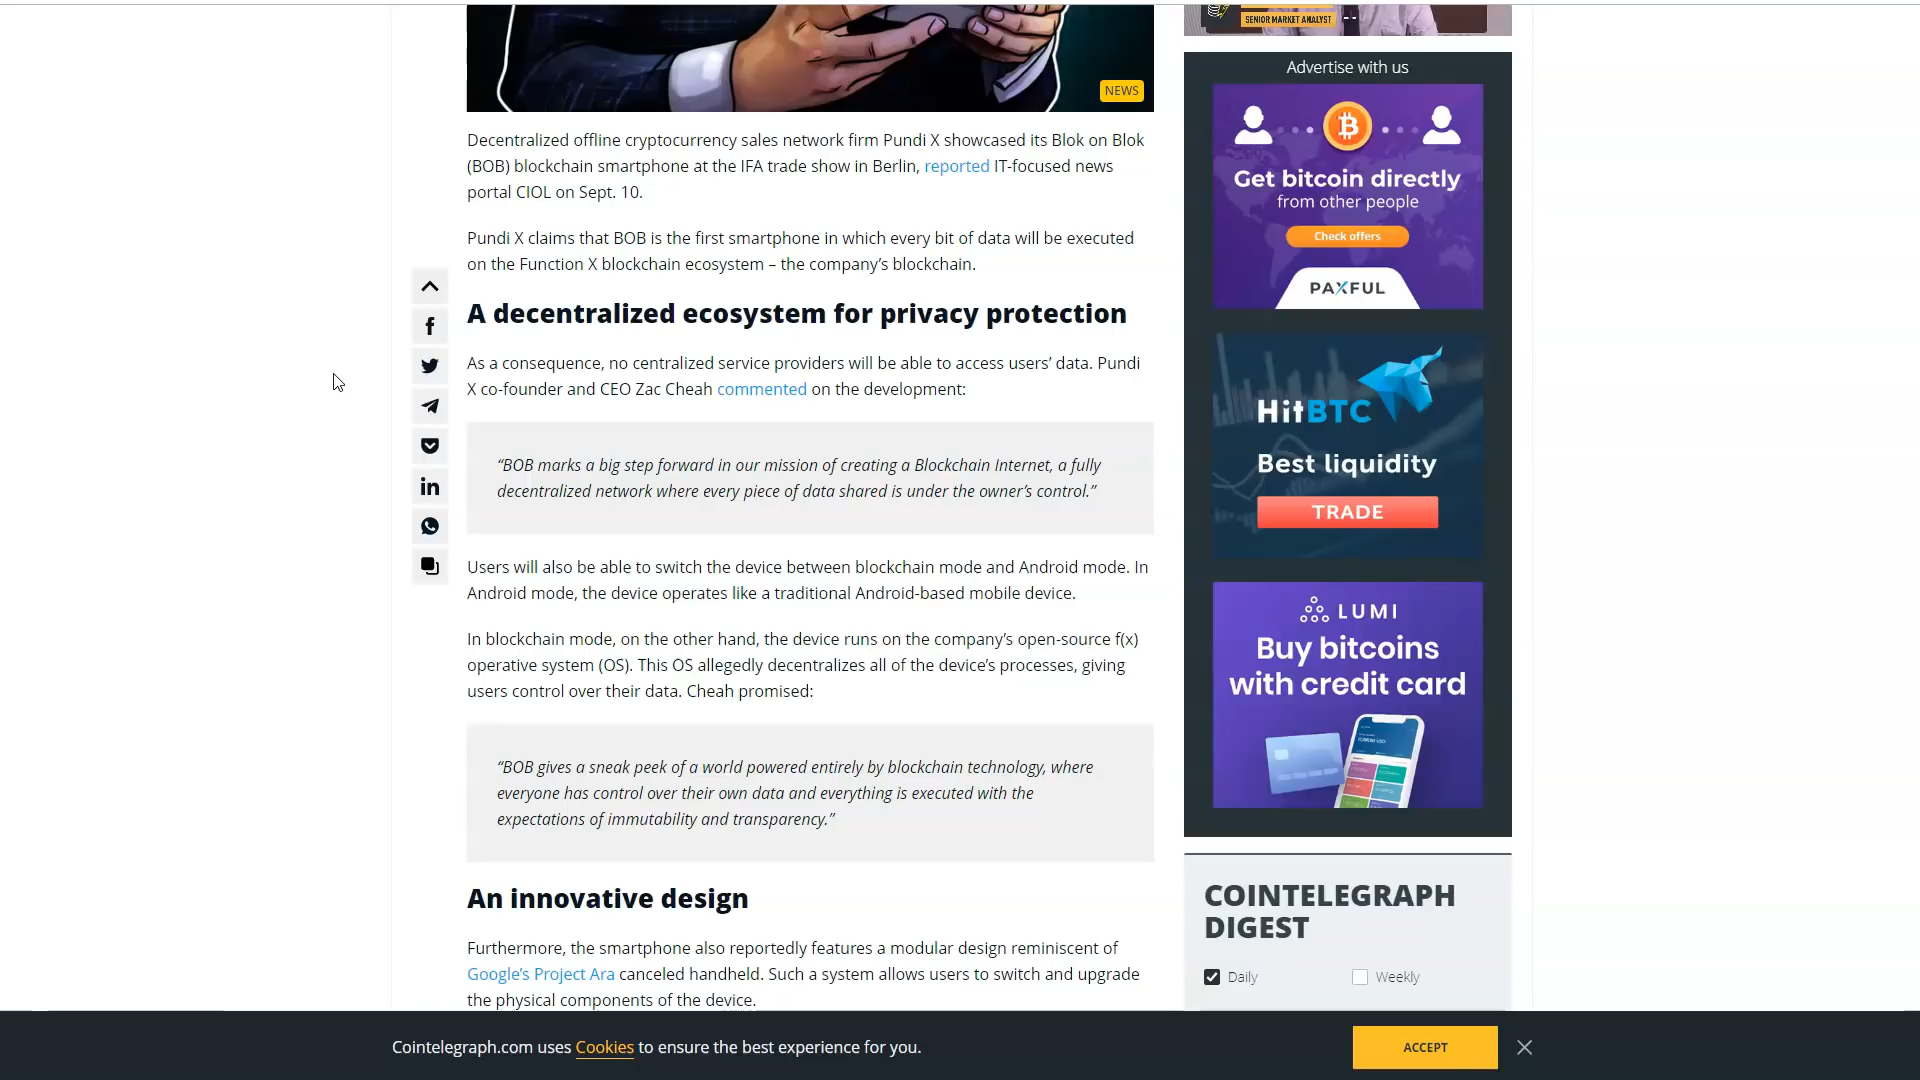 SENIOR MARKET ANALYST
NEWS
Decentralized offline cryptocurrency sales network firm Pundi X showcased its Blok on Blok
(BOB) blockchain smartphone at the IFA trade show in Berlin, reported IT-focused news
portal CIOL on Sept. 10.
Pundi X claims that BOB is the first smartphone in which every bit of data will be executed
on the Function X blockchain ecosystem – the company’s blockchain.
A decentralized ecosystem for privacy protection
As a consequence, no centralized service providers will be able to access users’ data. Pundi
X co-founder and CEO Zac Cheah commented on the development:
“BOB marks a big step forward in our mission of creating a Blockchain Internet, a fully
decentralized network where every piece of data shared is under the owner’s control.”
Users will also be able to switch the device between blockchain mode and Android mode. In
Android mode, the device operates like a traditional Android-based mobile device.
In blockchain mode, on the other hand, the device runs on the company’s open-source f(x)
operative system (OS). This OS allegedly decentralizes all of the device’s processes, giving
users control over their data. Cheah promised:
“BOB gives a sneak peek of a world powered entirely by blockchain technology, where
everyone has control over their own data and everything is executed with the
expectations of immutability and transparency.”
An innovative design
Furthermore, the smartphone also reportedly features a modular design reminiscent of
Google’s Project Ara canceled handheld. Such a system allows users to switch and upgrade
the physical components of the device.
Advertise with us
Get bitcoin directly
from other people
Check offers
PAXFUL
HitBTC
Best liquidity
TRADE
LUMI
Buy bitcoins
with credit card
COINTELEGRAPH
DIGEST
Daily
Weekly
Cointelegraph.com uses Cookies to ensure the best experience for you.
ACCEPT